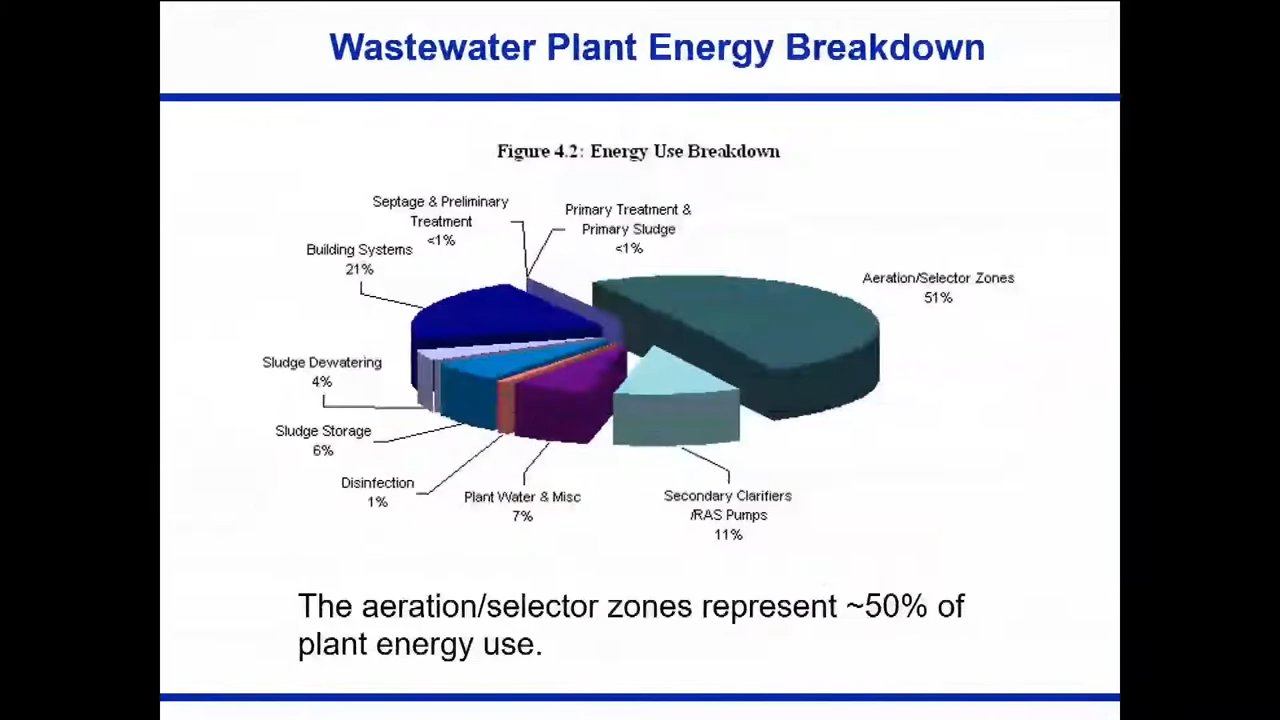 Wastewater Plant Energy Breakdown
Figure 4.2: Energy Use Breakdown
Septage & Preliminary
Treatment
<1%
Primary Treatment &
Primary Sludge
<1%
Building Systems
21%
Aeration/Selector Zones
51%
Sludge Dewatering
4%
Sludge Storage
6%
Disinfection
1%
Plant Water & Misc
7%
Secondary Clarifiers
/RAS Pumps
11%
The aeration/selector zones represent ~50% of
plant energy use.